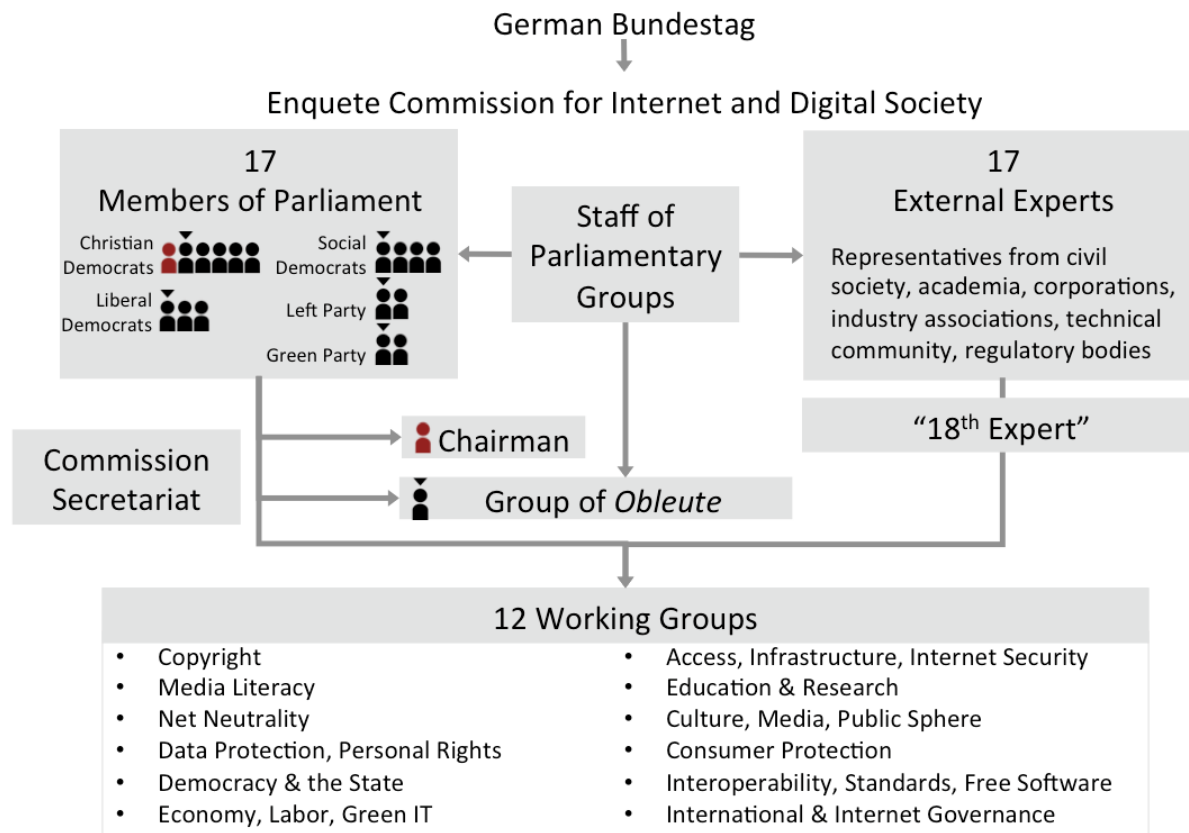 German Bundestag
Enquete Commission for Internet and Digital Society
17
Members of Parliament
Christian
Democrats
Social
Democrats
Liberal
Democrats
Left Party
Green Party
Staff of
Parliamentary
Groups
17
External Experts
Representatives from civil
society, academia, corporations,
industry associations, technical
community, regulatory bodies
“18th Expert”
Chairman
Commission
Secretariat
Group of Obleute
12 Working Groups
• Copyright
• Media Literacy
• Net Neutrality
• Data Protection, Personal Rights
• Democracy & the State
• Economy, Labor, Green IT
• Access, Infrastructure, Internet Security
• Education & Research
• Culture, Media, Public Sphere
• Consumer Protection
• Interoperability, Standards, Free Software
• International & Internet Governance